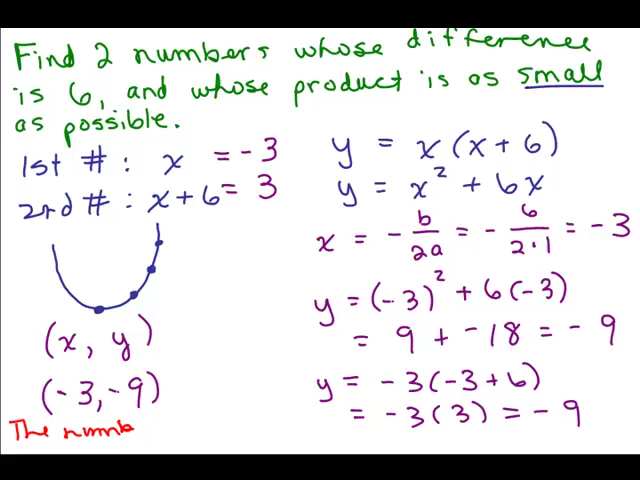 Find 2 numbers whose difference
is 6, and whose product is as small
as possible.
1st # : x = -3
2nd # : x + 6 = 3
(x, y)
(-3, -9)
The numb
y = x(x + 6)
y = x² + 6x
x = - b/2a = - 6/2·1 = -3
y = (-3)² + 6(-3)
= 9 + -18 = -9
y = -3(-3 + 6)
= -3(3) = -9